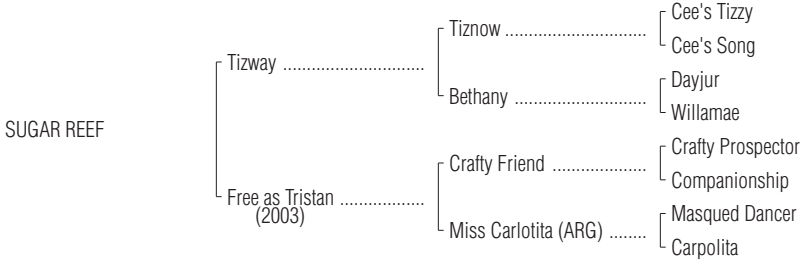 Cee's Tizzy
Tiznow ..............................
Cee's Song
Tizway ..............................
Dayjur
Bethany ............................
Willamae
SUGAR REEF
Crafty Prospector
Crafty Friend ....................
Companionship
Free as Tristan ..................
(2003)
Masqued Dancer
Miss Carlotita (ARG) ........
Carpolita